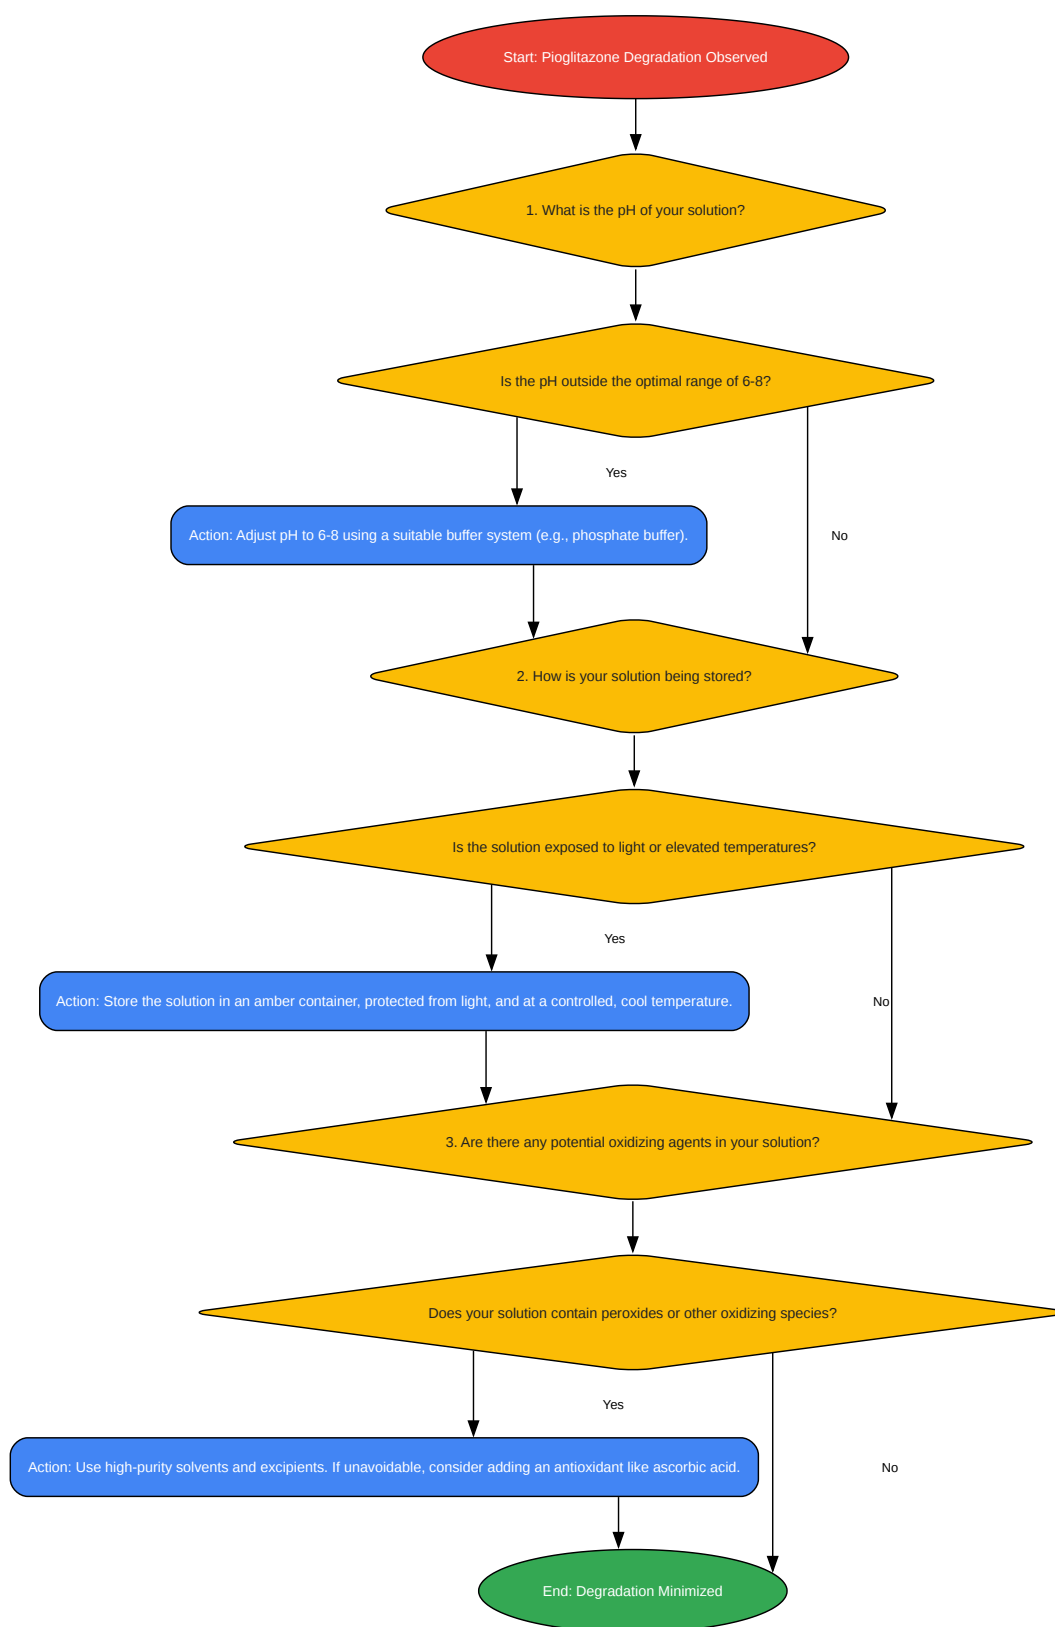 Start: Pioglitazone Degradation Observed
1. What is the pH of your solution?
Is the pH outside the optimal range of 6-8?
Yes
Action: Adjust pH to 6-8 using a suitable buffer system (e.g., phosphate buffer).
No
2. How is your solution being stored?
Is the solution exposed to light or elevated temperatures?
Yes
Action: Store the solution in an amber container, protected from light, and at a controlled, cool temperature.
No
3. Are there any potential oxidizing agents in your solution?
Does your solution contain peroxides or other oxidizing species?
Yes
Action: Use high-purity solvents and excipients. If unavoidable, consider adding an antioxidant like ascorbic acid.
No
End: Degradation Minimized